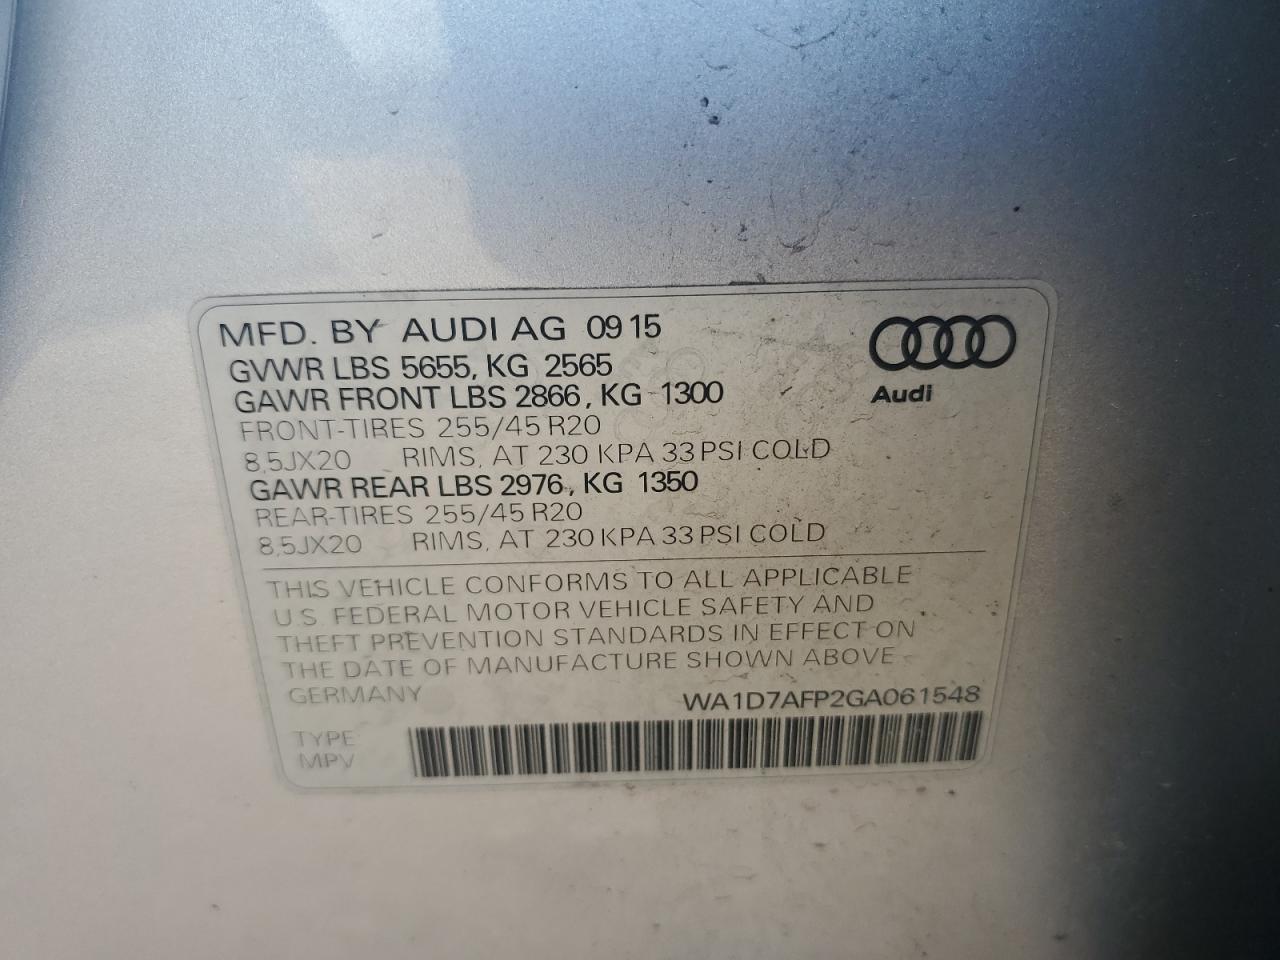 MFD. BY AUDI AG 09 15
GVWR LBS 5655, KG 2565
GAWR FRONT LBS 2866, KG 1300
Audi
FRONT-TIRES 255/45 R20
8,5JX20 RIMS, AT 230 KPA 33 PSI COLD
GAWR REAR LBS 2976, KG 1350
REAR-TIRES 255/45 R20
8,5JX20 RIMS, AT 230 KPA 33 PSI COLD
THIS VEHICLE CONFORMS TO ALL APPLICABLE
U.S. FEDERAL MOTOR VEHICLE SAFETY AND
THEFT PREVENTION STANDARDS IN EFFECT ON
THE DATE OF MANUFACTURE SHOWN ABOVE
GERMANY WA1D7AFP2GA061548
TYPE
MPV